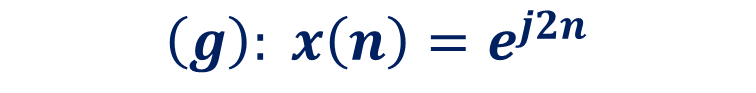 (g): x(n) = e^{j2n}